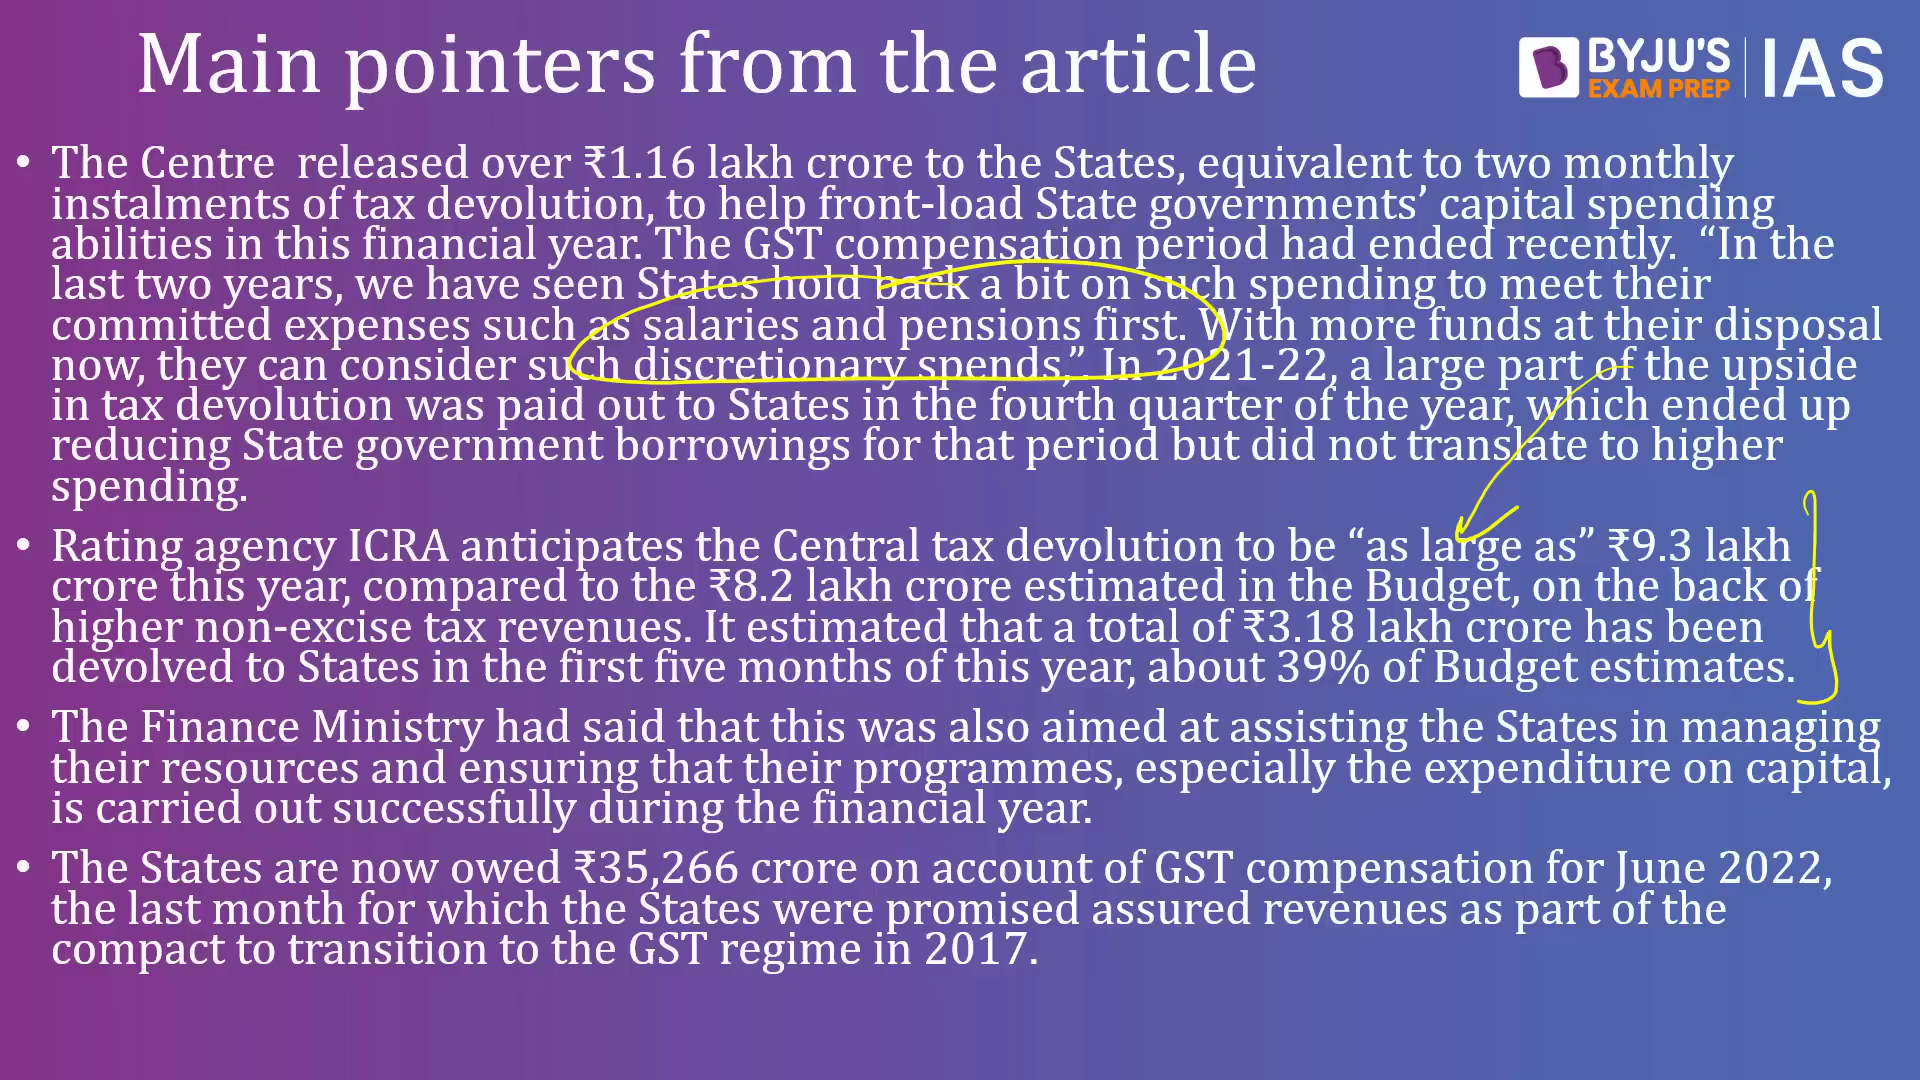 Main pointers from the article
BYJU'S
EXAM PREP
IAS
• The Centre  released over ₹1.16 lakh crore to the States, equivalent to two monthly
instalments of tax devolution, to help front-load State governments’ capital spending
abilities in this financial year. The GST compensation period had ended recently.  “In the
last two years, we have seen States hold back a bit on such spending to meet their
committed expenses such as salaries and pensions first. With more funds at their disposal
now, they can consider such discretionary spends,”. In 2021-22, a large part of the upside
in tax devolution was paid out to States in the fourth quarter of the year, which ended up
reducing State government borrowings for that period but did not translate to higher
spending.
• Rating agency ICRA anticipates the Central tax devolution to be “as large as” ₹9.3 lakh
crore this year, compared to the ₹8.2 lakh crore estimated in the Budget, on the back of
higher non-excise tax revenues. It estimated that a total of ₹3.18 lakh crore has been
devolved to States in the first five months of this year, about 39% of Budget estimates.
• The Finance Ministry had said that this was also aimed at assisting the States in managing
their resources and ensuring that their programmes, especially the expenditure on capital,
is carried out successfully during the financial year.
• The States are now owed ₹35,266 crore on account of GST compensation for June 2022,
the last month for which the States were promised assured revenues as part of the
compact to transition to the GST regime in 2017.